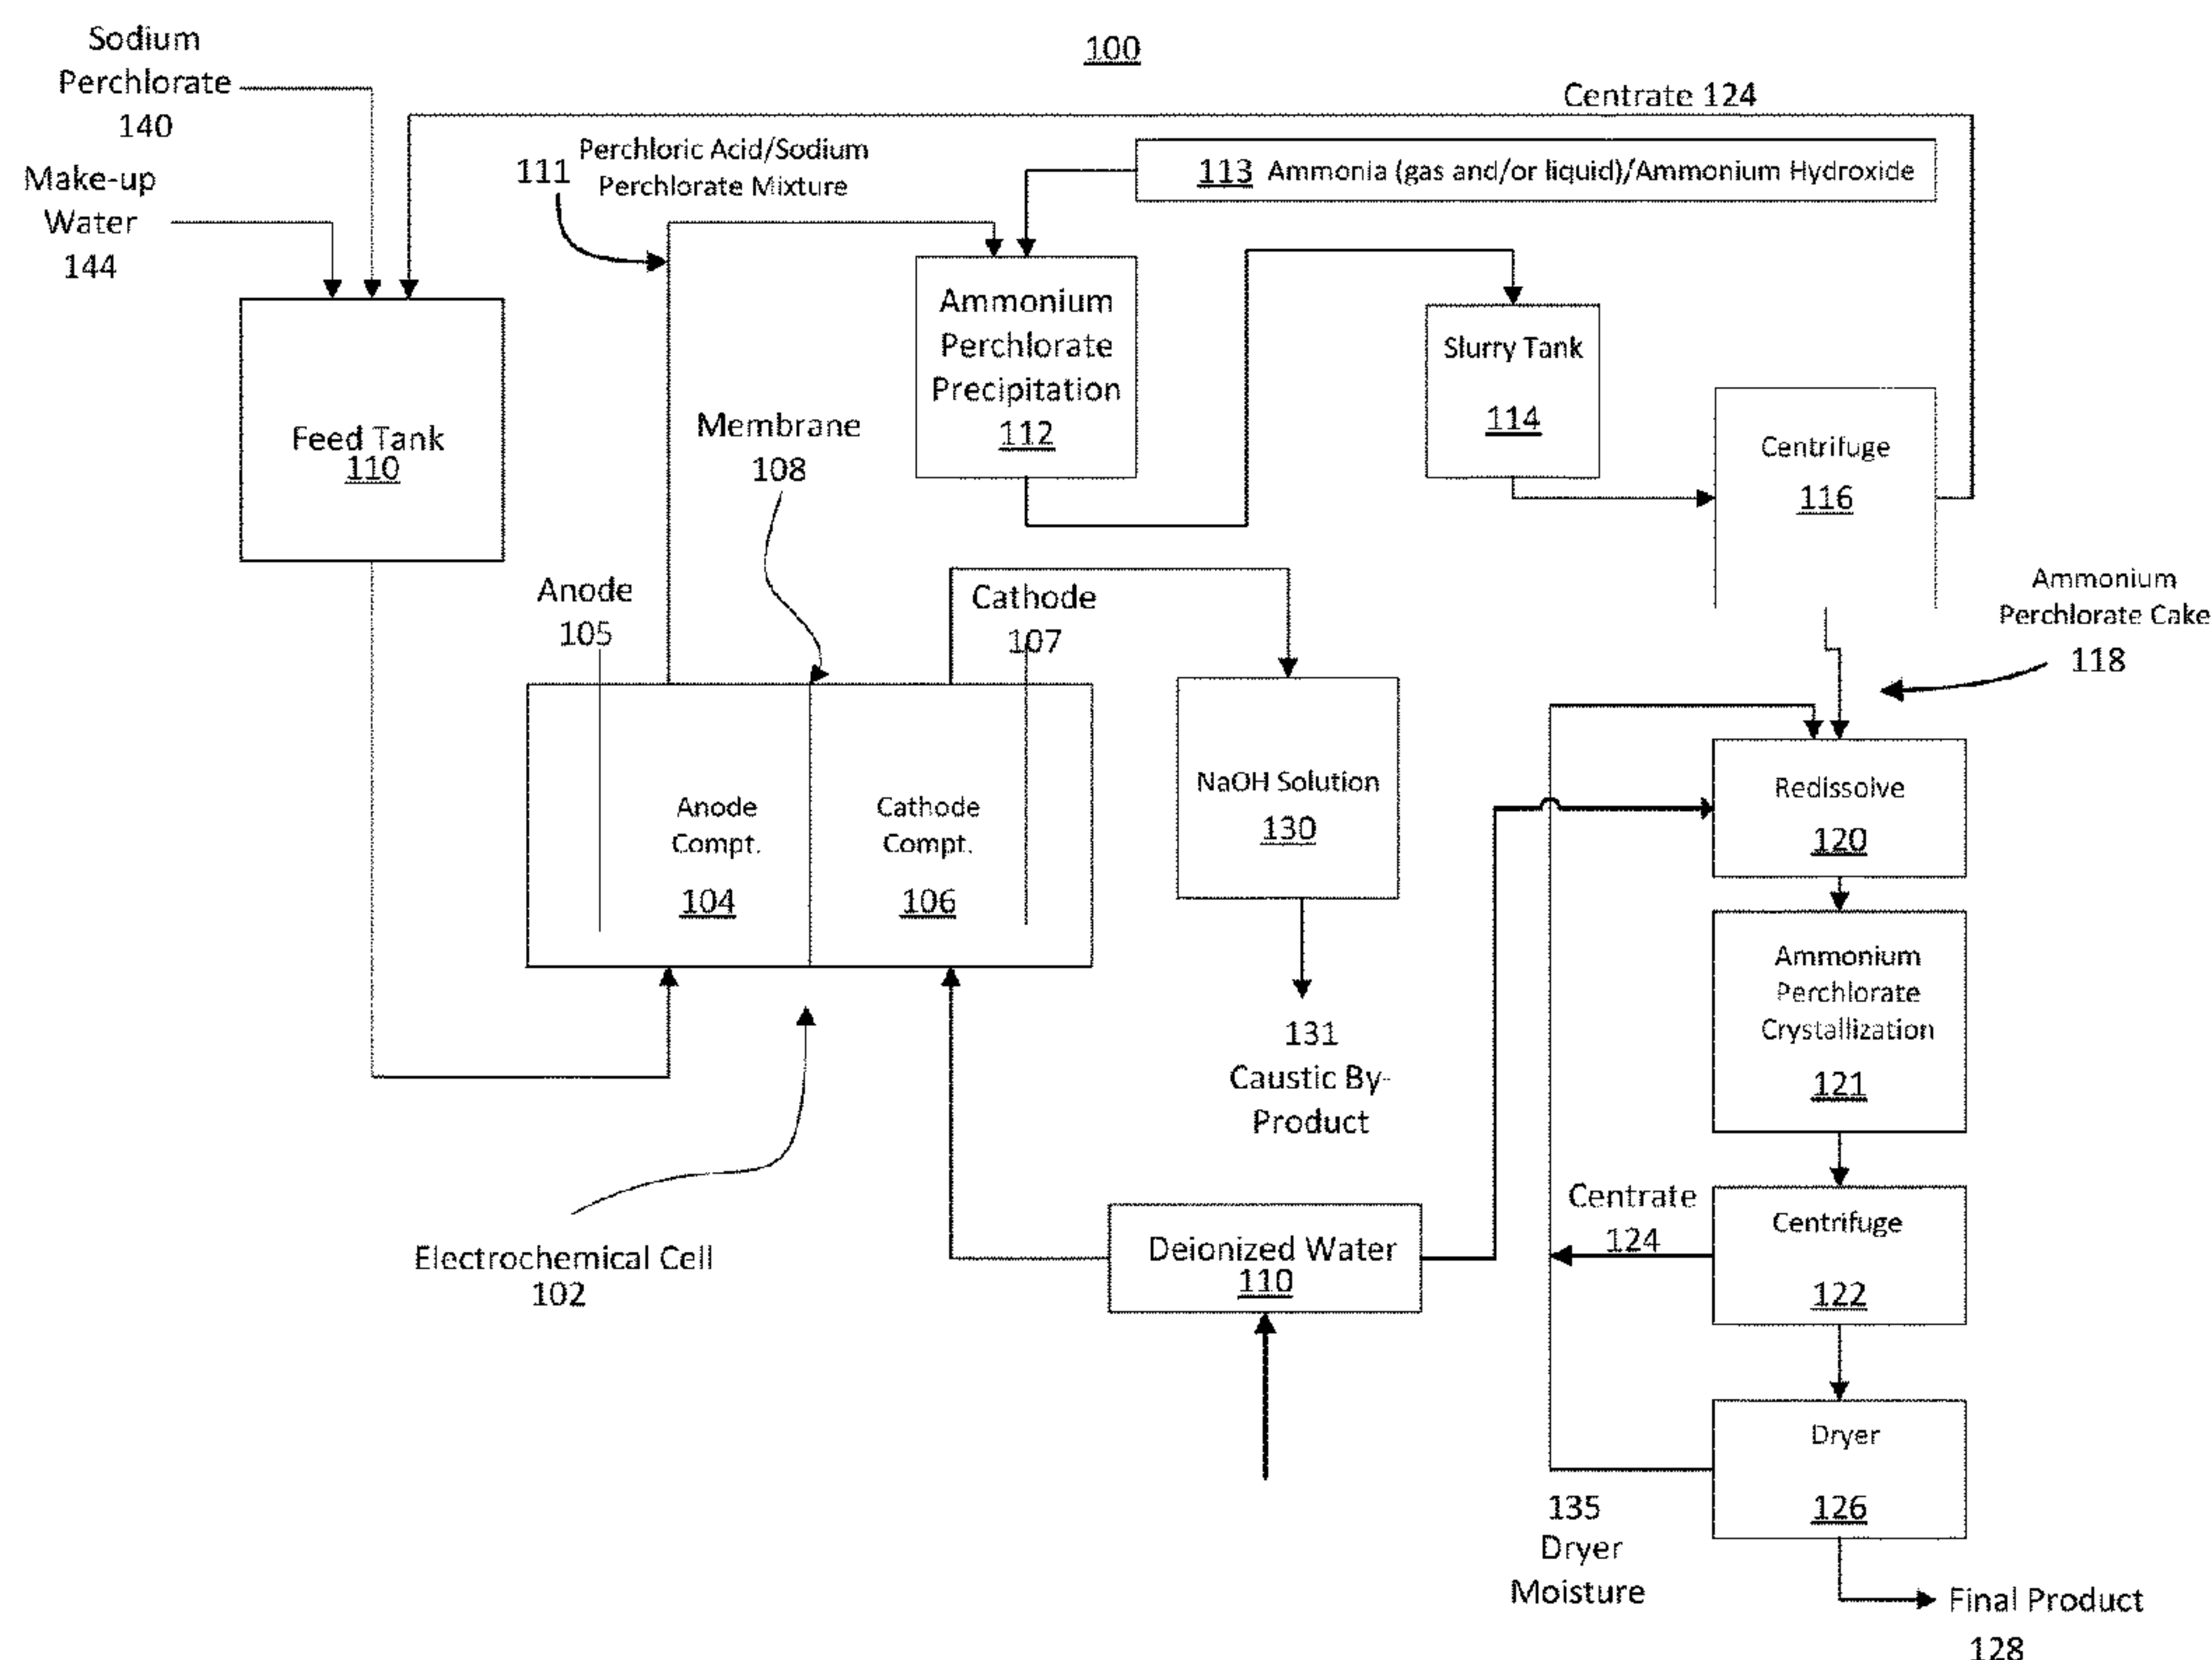 100
Sodium
Perchlorate
140
Make-up
Water
144
Centrate 124
111
Perchloric Acid/Sodium
Perchlorate Mixture
113 Ammonia (gas and/or liquid)/Ammonium Hydroxide
Feed Tank
110
Ammonium
Perchlorate
Precipitation
112
Slurry Tank
114
Centrifuge
116
Membrane
108
Anode
105
Cathode
107
Ammonium
Perchlorate Cake
118
Anode
Compt.
104
Cathode
Compt.
106
NaOH Solution
130
131
Caustic By-
Product
Redissolve
120
Ammonium
Perchlorate
Crystallization
121
Electrochemical Cell
102
Deionized Water
110
Centrate
124
Centrifuge
122
Dryer
126
135
Dryer
Moisture
Final Product
128